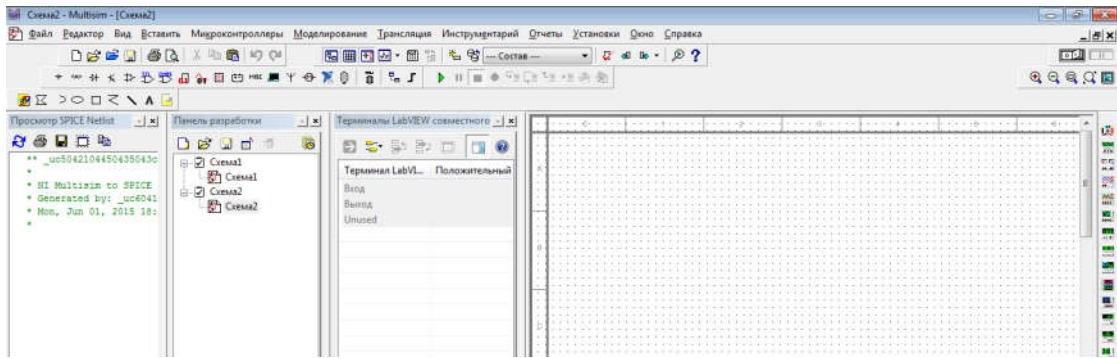 Схема2 - Multisim - [Схема2]
Файл Редактор Вид Вставить Микроконтроллеры Моделирование Трансляция Инструментарий Отчеты Установки Окно Справка
--- Состав ---
Просмотр SPICE Netlist
** _uc5042104450435043c
*
* NI Multisim to SPICE
* Generated by: _uc6041
* Mon, Jun 01, 2015 18:
*
Панель разработки
Схема1
Схема1
Схема2
Схема2
Терминалы LabVIEW совместного
Терминал LabVI... Положительный
Вход
Выход
Unused